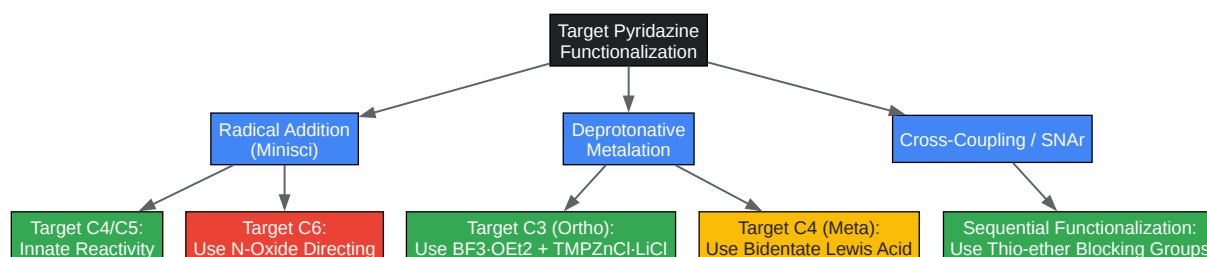 Target Pyridazine
Functionalization
Radical Addition
(Minisci)
Deprotonative
Metalation
Cross-Coupling / SNAr
Target C4/C5:
Innate Reactivity
Target C6:
Use N-Oxide Directing
Target C3 (Ortho):
Use BF3·OEt2 + TMPZnCl·LiCl
Target C4 (Meta):
Use Bidentate Lewis Acid
Sequential Functionalization:
Use Thio-ether Blocking Groups